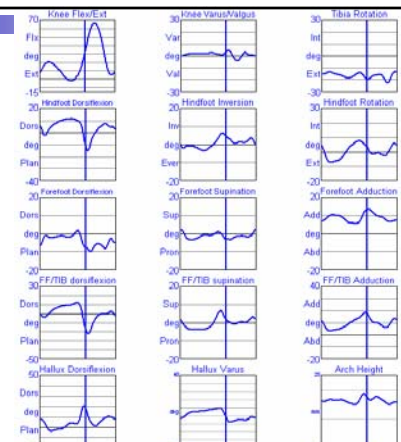 Knee Flex/Ext
70
Flx
deg
Ext
-15
Knee Varus/Valgus
30
Var
deg
Val
-30
Tibia Rotation
30
Int
deg
Ext
-30
Hindfoot Dorsiflexion
20
Dors
deg
Plan
-40
Hindfoot Inversion
20
Inv
deg
Ever
-20
Hindfoot Rotation
30
Int
deg
Ext
-20
Forefoot Dorsiflexion
20
Dors
deg
Plan
-20
Forefoot Supination
20
Sup
deg
Pron
-20
Forefoot Adduction
20
Add
deg
Abd
-20
FF/TIB dorsiflexion
30
Dors
deg
Plan
-50
FF/TIB supination
20
Sup
deg
Pron
-20
FF/TIB Adduction
40
Add
deg
Abd
-20
Hallux Dorsiflexion
50
Dors
deg
Plan
Hallux Varus
Arch Height